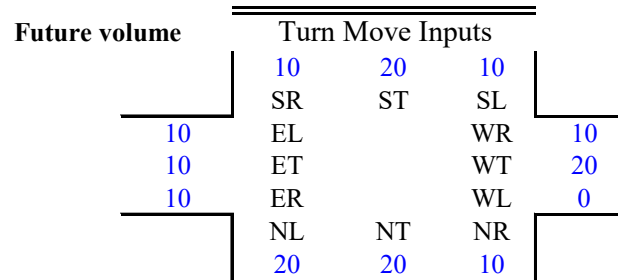 Future volume Turn Move Inputs
10 20 10
SR ST SL
10 EL WR 10
10 ET WT 20
10 ER WL 0
NL NT NR
20 20 10